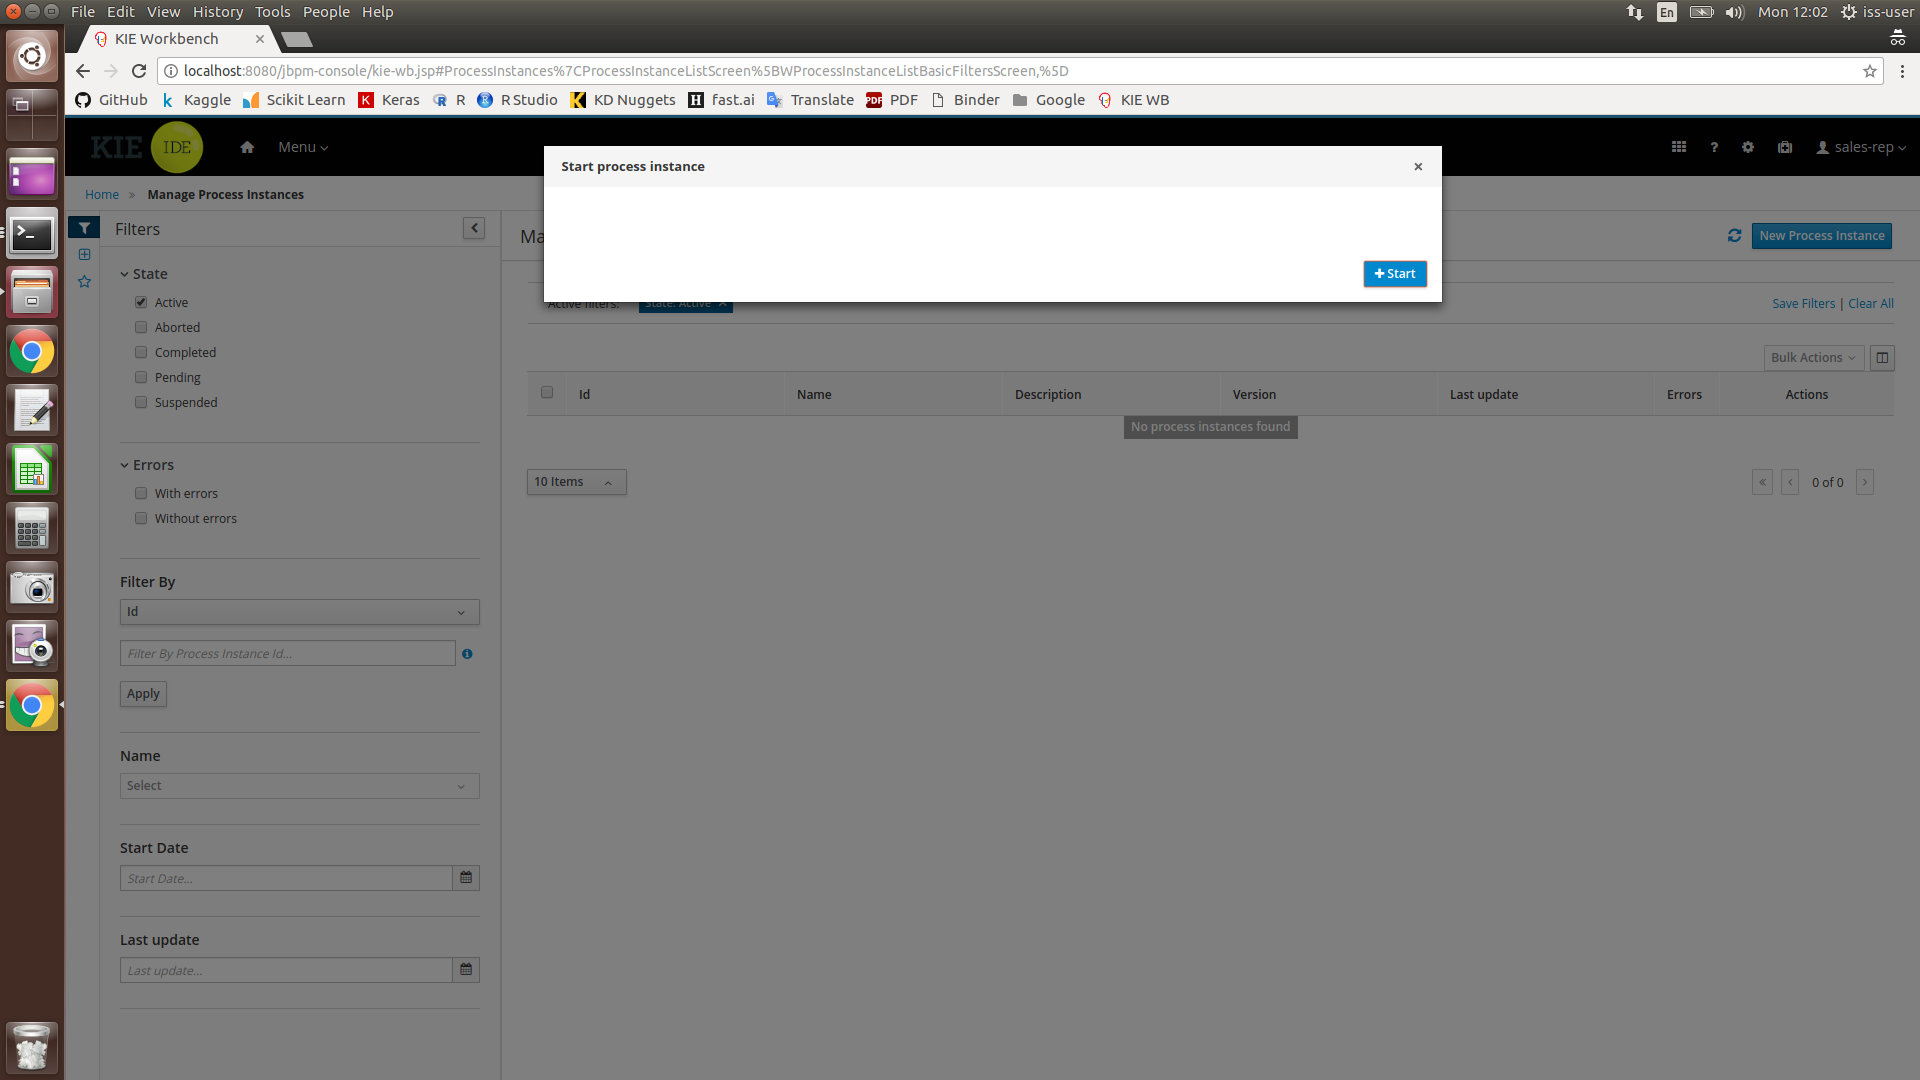 File Edit View History Tools People Help
En Mon 12:02 iss-user
KIE Workbench
localhost:8080/jbpm-console/kie-wb.jsp#ProcessInstances%7CProcessInstanceListScreen%5BWProcessInstanceListBasicFiltersScreen,%5D
GitHub k Kaggle Scikit Learn K Keras R R R Studio K KD Nuggets H fast.ai Translate PDF PDF Binder Google KIE WB
KIE IDE Menu ? sales-rep
Start process instance ×
Home » Manage Process Instances
Filters
Ma
New Process Instance
+ Start
State
Active
Aborted
Completed
Pending
Suspended
Active filters: State: Active ×
Save Filters | Clear All
Bulk Actions
Id Name Description Version Last update Errors Actions
No process instances found
10 Items
« ‹ 0 of 0 ›
Errors
With errors
Without errors
Filter By
Id
Filter By Process Instance Id...
Apply
Name
Select
Start Date
Start Date...
Last update
Last update...